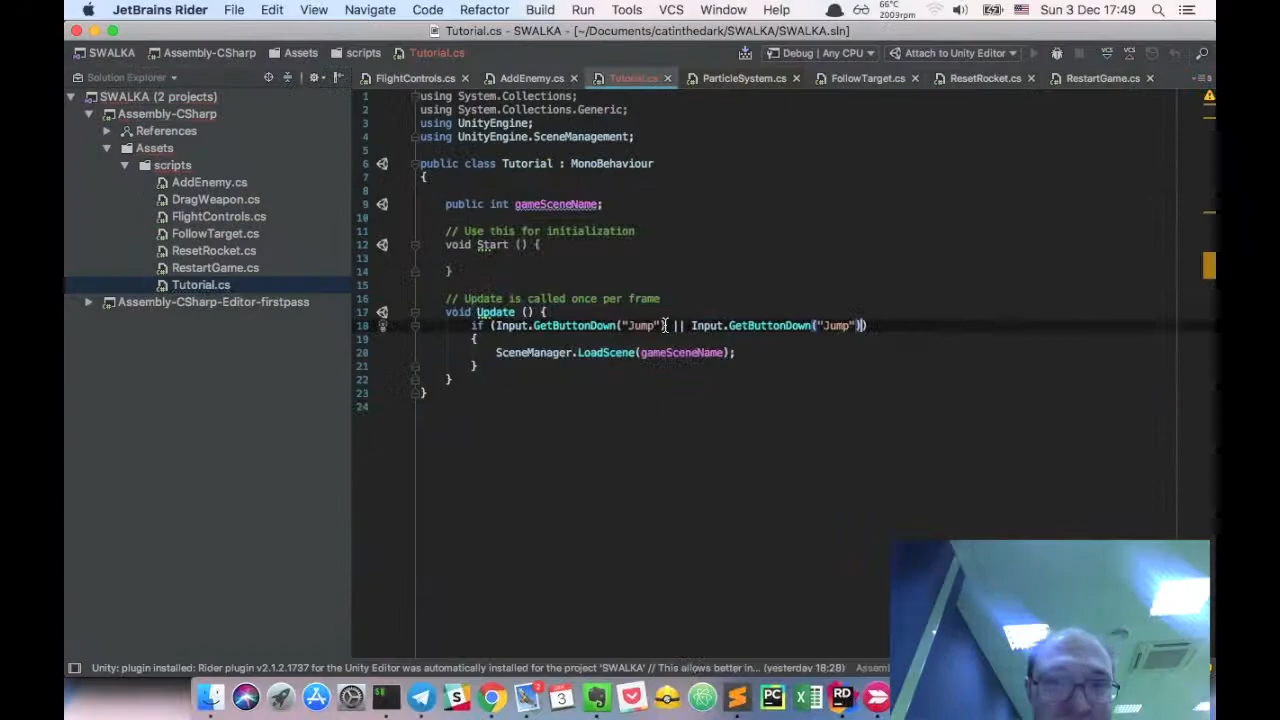 JetBrains Rider File Edit View Navigate Code Refactor Build Run Tools VCS Window Help 66°C 2009rpm Sun 3 Dec 17:49
Tutorial.cs - SWALKA - [~/Documents/catinthedark/SWALKA/SWALKA.sln]
SWALKA Assembly-CSharp Assets scripts Tutorial.cs Debug | Any CPU Attach to Unity Editor
Solution Explorer FlightControls.cs AddEnemy.cs Tutorial.cs ParticleSystem.cs FollowTarget.cs ResetRocket.cs RestartGame.cs
SWALKA (2 projects)
Assembly-CSharp
References
Assets
scripts
AddEnemy.cs
DragWeapon.cs
FlightControls.cs
FollowTarget.cs
ResetRocket.cs
RestartGame.cs
Tutorial.cs
Assembly-CSharp-Editor-firstpass
1 using System.Collections;
2 using System.Collections.Generic;
3 using UnityEngine;
4 using UnityEngine.SceneManagement;
5
6 public class Tutorial : MonoBehaviour
7 {
8
9 public int gameSceneName;
10
11 // Use this for initialization
12 void Start () {
13
14 }
15
16 // Update is called once per frame
17 void Update () {
18 if (Input.GetButtonDown("Jump") || Input.GetButtonDown("Jump"))
19 {
20 SceneManager.LoadScene(gameSceneName);
21 }
22 }
23 }
24
Unity: plugin installed: Rider plugin v2.1.2.1737 for the Unity Editor was automatically installed for the project 'SWALKA' // This allows better in... (yesterday 18:28) Assem